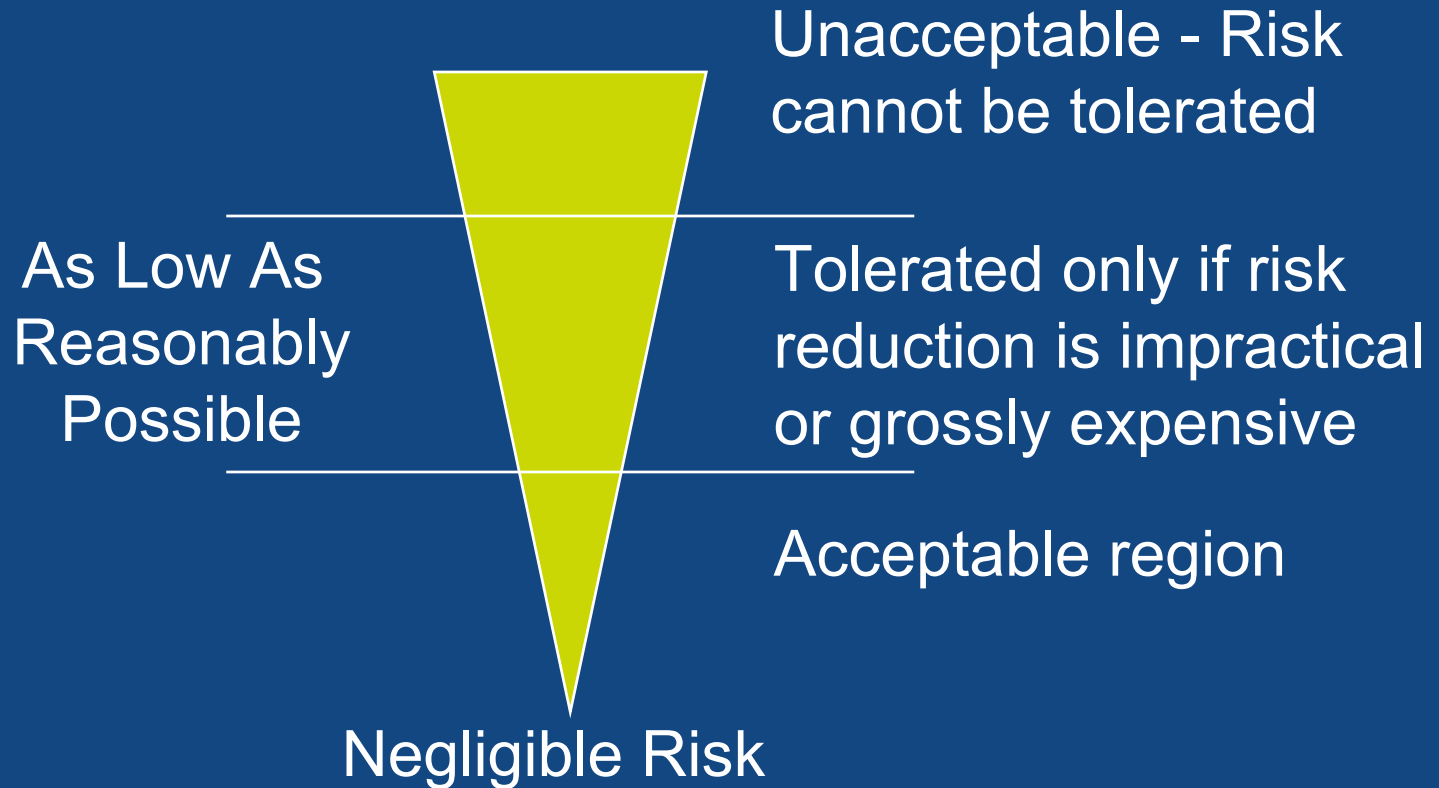 Unacceptable - Risk
cannot be tolerated
As Low As
Reasonably
Possible
Tolerated only if risk
reduction is impractical
or grossly expensive
Acceptable region
Negligible Risk